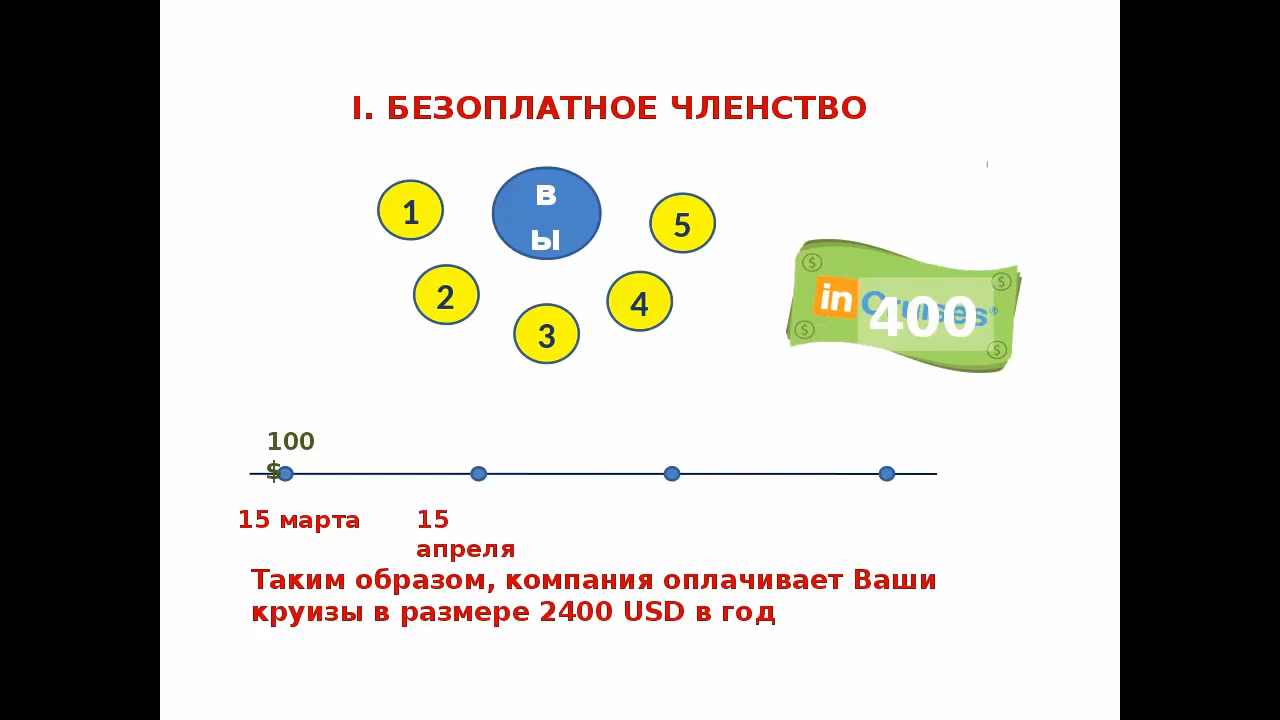 I. БЕЗОПЛАТНОЕ ЧЛЕНСТВО
в
ы
1
5
2
4
3
in Cruises®
400
100
$
15 марта
15
апреля
Таким образом, компания оплачивает Ваши
круизы в размере 2400 USD в год